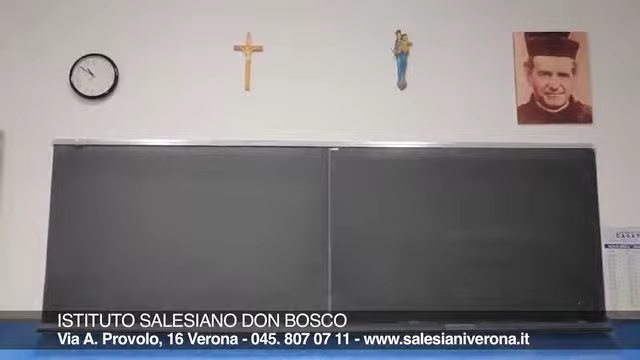 ISTITUTO SALESIANO DON BOSCO
Via A. Provolo, 16 Verona - 045. 807 07 11 - www.salesianiverona.it